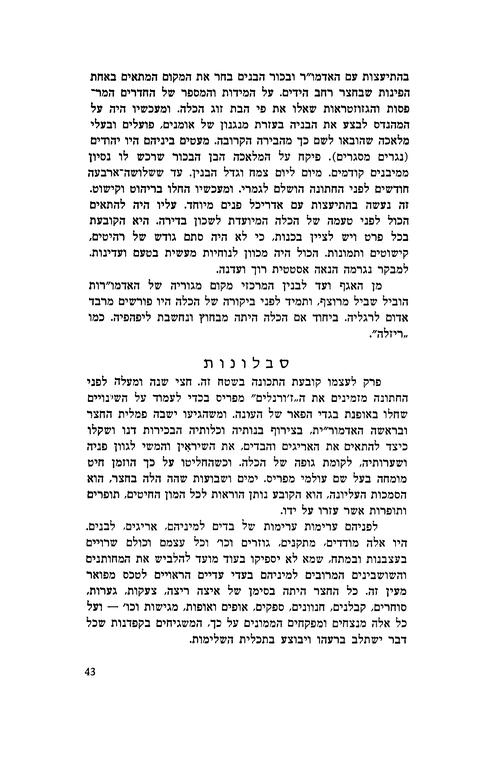 בהתיעצות עם האדמו״ר ובכור הבנים בחר את המקום המתאים באחת
הפינות שבחצר רחב הידים. על המידות והמספר של החדרים המר־
פסות והגזוזטראות שאלו את פי הבת זוג הכלה. ומעכשיו היה על
המהנדס לבצע את הבניה בעזרת מנגנון של אומנים, פועלים ובעלי
מלאכה שהובאו לשם כך מהבירה הקרובה. מעטים ביניהם היו יהודים
(נגרים מסגרים). פיקח על המלאכה הבן הבכור שרכש לו נסיון
ממיבנים קודמים. מיום ליום צמח וגדל הבנין. עד ששלושה־ארבעה
חודשים לפני החתונה הושלם לגמרי. ומעכשיו החלו בריהוט וקישוט.
זה נעשה בהתיעצות עם אדריכל פנים מיוחד. עליו היה להתאים
הכול לפני טעמה של הכלה המיועדת לשכון בדירה. היא הקובעת
בכל פרט ויש לציין בכנות, כי לא היה סתם גודש של רהיטים,
קישוטים ותמונות. הכול היה מכוון לנוחיות מעשית בטעם ועדינות.
למבקר נגרמה הנאה אסטטית רוך ועדנה.
מן האגף ועד לבנין המרכזי מקום מגוריה של האדמו״רות
הוביל שביל מרוצף, ותמיד לפני ביקורה של הכלה היו פורשים מרבד
אדום לרגליה. ביחוד אם הכלה היתה מבחוץ ונחשבת ליפהפיה. כמו
„ריזלה״.
סבלונות
פרק לעצמו קובעת התכונה בשטח זה. חצי שנה ומעלה לפני
החתונה מזמינים את ה„ז׳ורנלים״ מפריס בכדי לעמוד על השינויים
שחלו באופנת בגדי הפאר של העונה. ומשהגיעו ישבה פמלית החצר
ובראשה האדמור״ית, בצירוף בנותיה וכלותיה הבכירות דנו ושקלו
כיצד להתאים את האריגים והבדים, את השיראין והמשי לגוון פניה
ושערותיה, לקומת גופה של הכלה. וכשהחליטו על כך הוזמן חיט
מומחה בעל שם עולמי מפריס. ימים ושבועות שהה הלה בחצר, הוא
הסמכות העליונה, הוא הקובע נותן הוראות לכל המון החיטים, תופרים
ותופרות אשר עזרו על ידו.
לפניהם ערימות ערימות של בדים למיניהם, אריגים, לבנים.
היו אלה מודדים, מתקנים, גוזרים וכו׳ וכל עצמם וכולם שרויים
בעצבנות ובמתח, שמא לא יספיקו בעוד מועד להלביש את המחותנים
והשושבינים המרובים למיניהם בעדי עדיים הראויים לטכס מפואר
מעין זה. כל החצר היתה בסימן של איצה ריצה, צעקות, גערות,
סוחרים, קבלנים, חנוונים, ספקים, אופים ואופות, מגישות וכו׳ — ועל
כל אלה מנצחים ומפקחים הממונים על כך, המשגיחים בקפדנות שכל
דבר ישתלב ברעהו ויבוצע בתכלית השלימות.
43